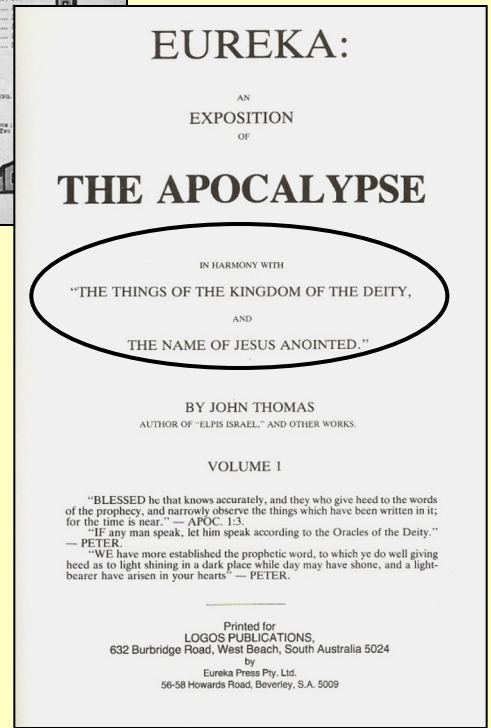 EUREKA:
AN
EXPOSITION
OF
THE APOCALYPSE
IN HARMONY WITH
“THE THINGS OF THE KINGDOM OF THE DEITY,
AND
THE NAME OF JESUS ANOINTED.”
BY JOHN THOMAS
AUTHOR OF “ELPIS ISRAEL,” AND OTHER WORKS.
VOLUME 1
“BLESSED he that knows accurately, and they who give heed to the words
of the prophecy, and narrowly observe the things which have been written in it;
for the time is near.” — APOC. 1:3.
“IF any man speak, let him speak according to the Oracles of the Deity.”
— PETER.
“WE have more established the prophetic word, to which ye do well giving
heed as to light shining in a dark place while day may have shone, and a light-
bearer have arisen in your hearts” — PETER.
Printed for
LOGOS PUBLICATIONS,
632 Burbridge Road, West Beach, South Australia 5024
by
Eureka Press Pty. Ltd.
56-58 Howards Road, Beverley, S.A. 5009